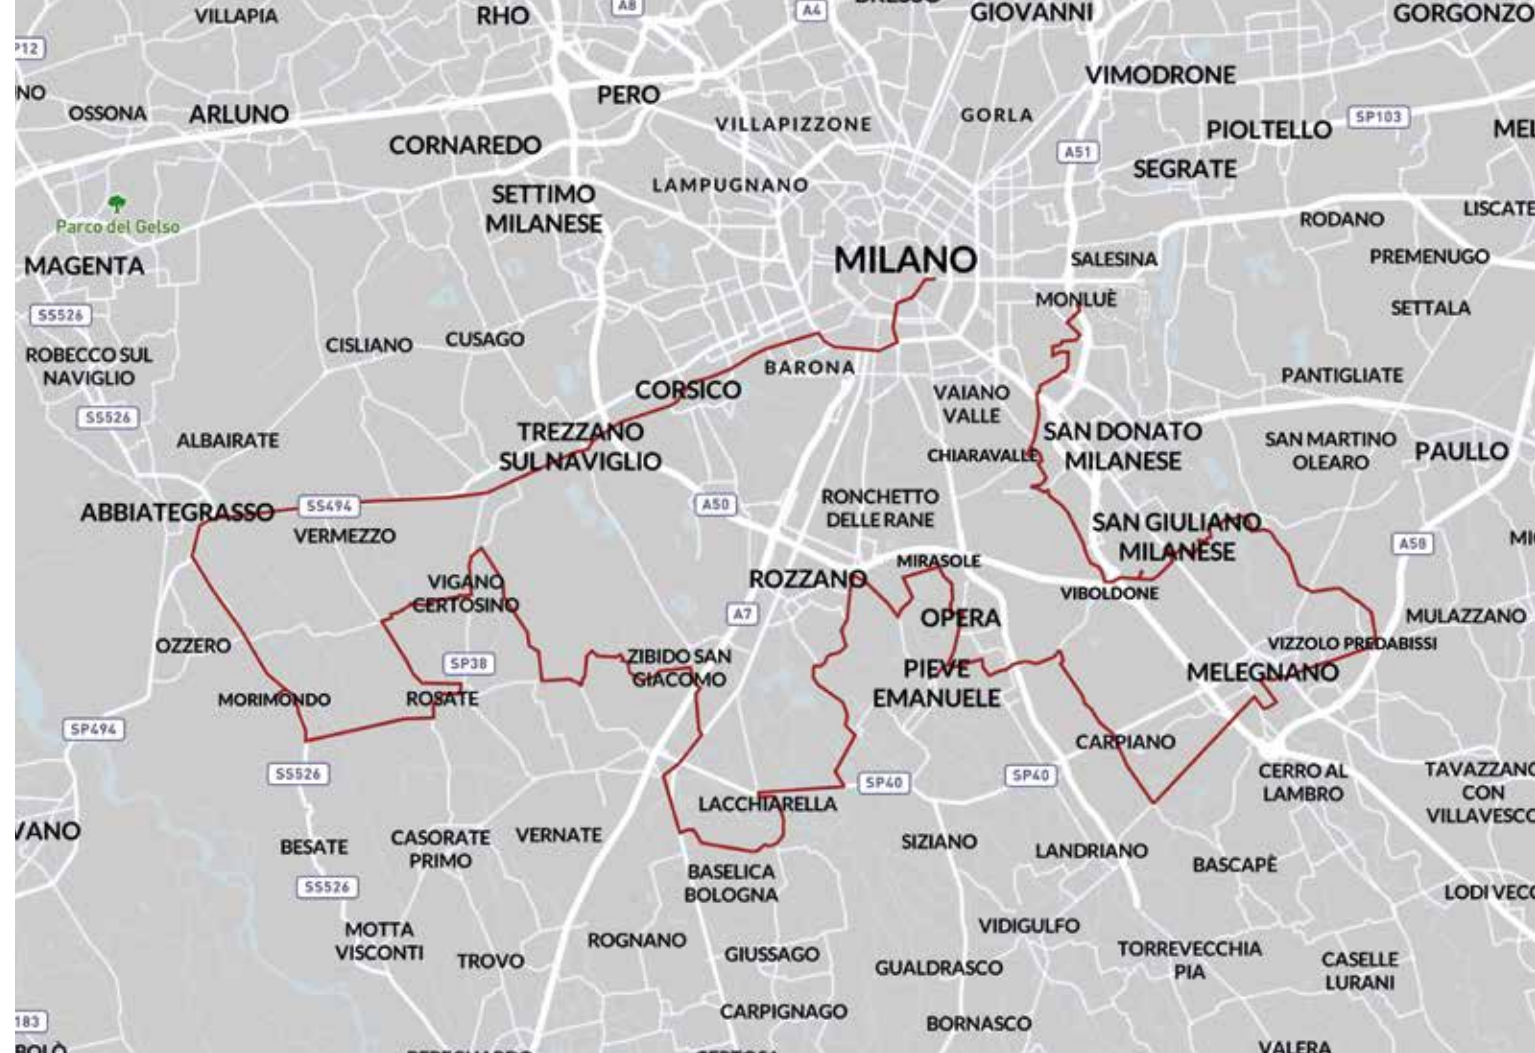 VILLAPIA
RHO
A8
A4
GIOVANNI
GORGONZO
P12
NO
OSSONA
ARLUNO
PERO
VIMODRONE
CORNAREDO
VILLAPIZZONE
GORLA
A51
PIOLTELLO
SP103
MEL
SEGRATE
LAMPUGNANO
SETTIMO
MILANESE
Parco del Gelso
RODANO
LISCATE
MAGENTA
MILANO
SALESINA
PREMENUGO
MONLUÈ
SETTALA
SS526
CISLIANO
CUSAGO
ROBECCO SUL
NAVIGLIO
BARONA
PANTIGLIATE
CORSICO
VAIANO
VALLE
SS526
ALBAIRATE
TREZZANO
SUL NAVIGLIO
CHIARAVALLE
SAN DONATO
MILANESE
SAN MARTINO
OLEARO
PAULLO
ABBIATEGRASSO
SS494
VERMEZZO
A50
RONCHETTO
DELLE RANE
SAN GIULIANO
MILANESE
A58
MI
VIGANO
CERTOSINO
ROZZANO
MIRASOLE
VIBOLDONE
A7
OPERA
MULAZZANO
OZZERO
SP38
ZIBIDO SAN
GIACOMO
PIEVE
EMANUELE
VIZZOLO PREDABISSI
MELEGNANO
MORIMONDO
ROSATE
SP494
CARPIANO
SS526
SP40
SP40
CERRO AL
LAMBRO
TAVAZZANO
CON
VILLAVESCO
LACCHIARELLA
VANO
BESATE
CASORATE
PRIMO
VERNATE
SIZIANO
LANDRIANO
BASCAPÈ
SS526
BASELICA
BOLOGNA
LODI VECC
MOTTA
VISCONTI
TROVO
ROGNANO
GIUSSAGO
VIDIGULFO
GUALDRASCO
TORREVECCHIA
PIA
CASELLE
LURANI
183
CARPIGNAGO
BORNASCO
VALERA